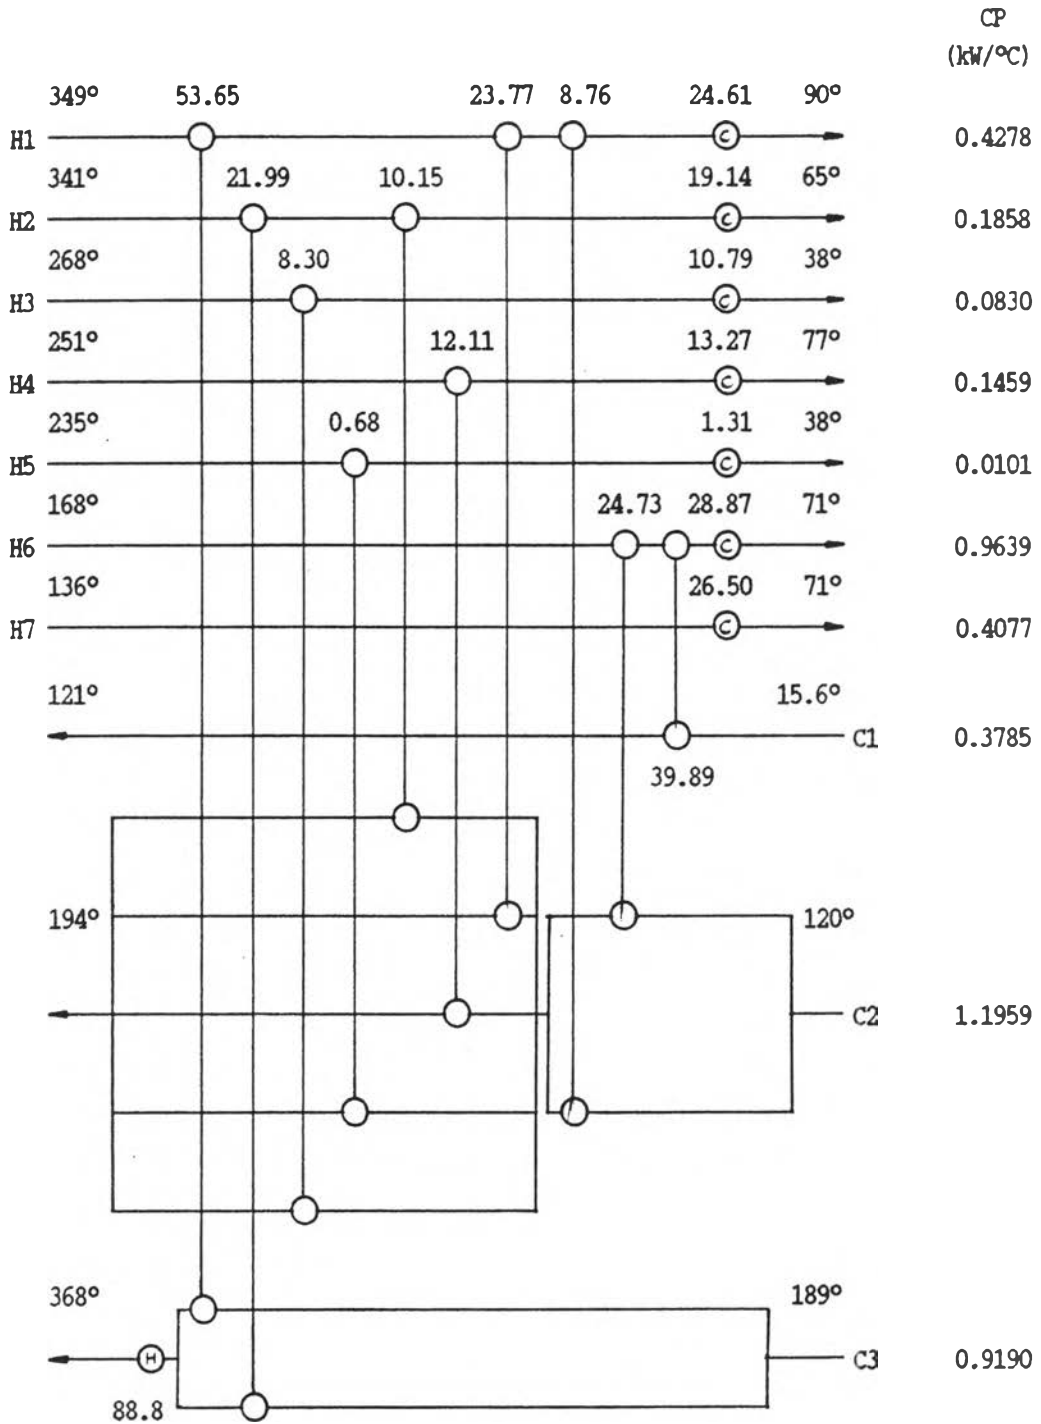 CP
(kW/°C)
349° 53.65 23.77 8.76 24.61 90°
H1 C 0.4278
341° 21.99 10.15 19.14 65°
H2 C 0.1858
268° 8.30 10.79 38°
H3 C 0.0830
251° 12.11 13.27 77°
H4 C 0.1459
235° 0.68 1.31 38°
H5 C 0.0101
168° 24.73 28.87 71°
H6 C 0.9639
136° 26.50 71°
H7 C 0.4077
121° 15.6°
C1 0.3785
39.89
194° 120°
C2 1.1959
368° 189°
H C3 0.9190
88.8